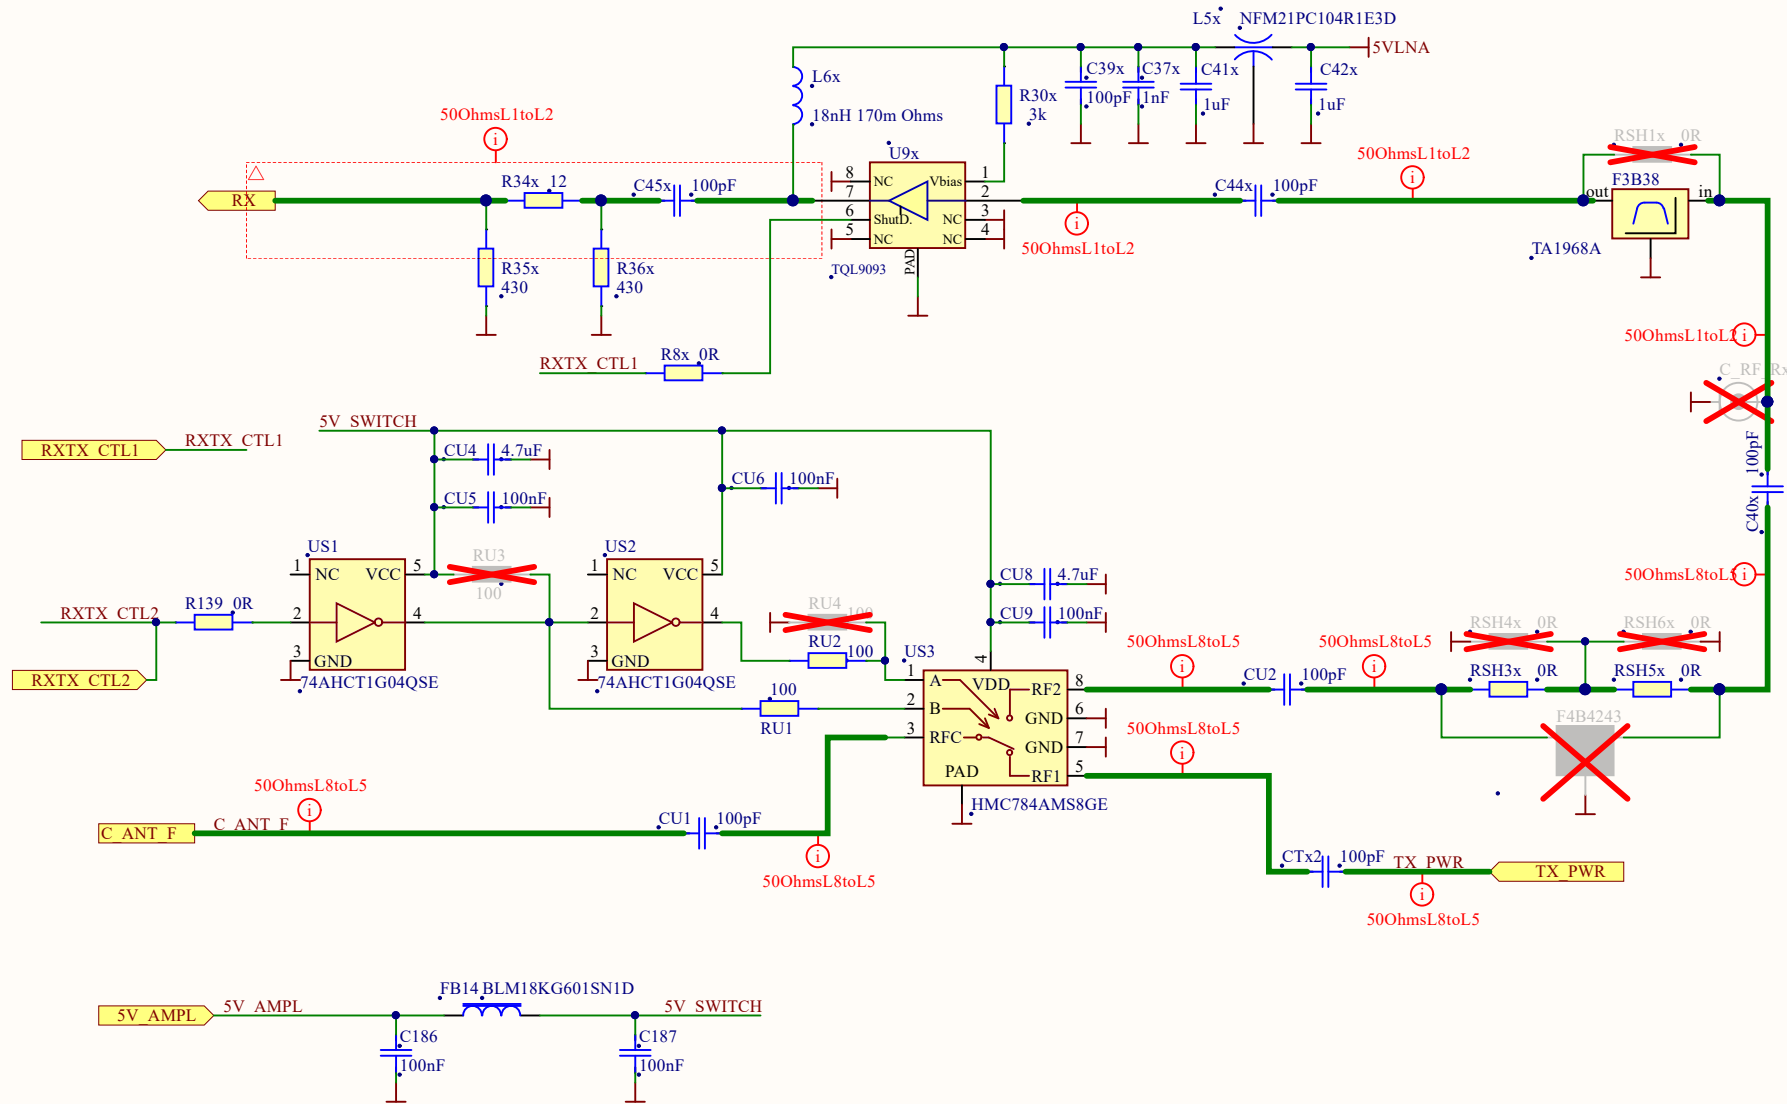 L5x NFM21PC104R1E3D
5VLNA
L6x
18nH 170m Ohms
R30x
3k
C39x
100pF
C37x
1nF
C41x
1uF
C42x
1uF
50OhmsL1toL2
i
RX
R34x 12
C45x 100pF
R35x
430
R36x
430
U9x
8 NC Vbias 1
7 2
6 ShutD. NC 3
5 NC NC 4
PAD
TQL9093
50OhmsL1toL2
i
C44x 100pF
50OhmsL1toL2
i
RSH1x 0R
F3B38
out in
TA1968A
50OhmsL1toL2
i
C_RF_Rx
100pF
C40x
50OhmsL8toL5
i
RXTX_CTL1
R8x 0R
RXTX_CTL1
RXTX_CTL1
5V_SWITCH
CU4 4.7uF
CU5 100nF
CU6 100nF
US1
1 NC VCC 5
2 4
3 GND
74AHCT1G04QSE
RU3
100
US2
1 NC VCC 5
2 4
3 GND
74AHCT1G04QSE
RXTX_CTL2
R139 0R
RXTX_CTL2
RU4 100
RU2 100
100
RU1
CU8 4.7uF
CU9 100nF
US3
4
1 A VDD RF2 8
2 B GND 6
3 RFC GND 7
PAD RF1 5
HMC784AMS8GE
50OhmsL8toL5
i
CU2 100pF
50OhmsL8toL5
i
RSH4x 0R
RSH6x 0R
RSH3x 0R
RSH5x 0R
F4B4243
50OhmsL8toL5
i
50OhmsL8toL5
i
C_ANT_F
C_ANT_F
CU1 100pF
i
50OhmsL8toL5
CTx2 100pF
TX_PWR
TX_PWR
i
50OhmsL8toL5
FB14 BLM18KG601SN1D
5V_AMPL
5V_AMPL
5V_SWITCH
C186
100nF
C187
100nF